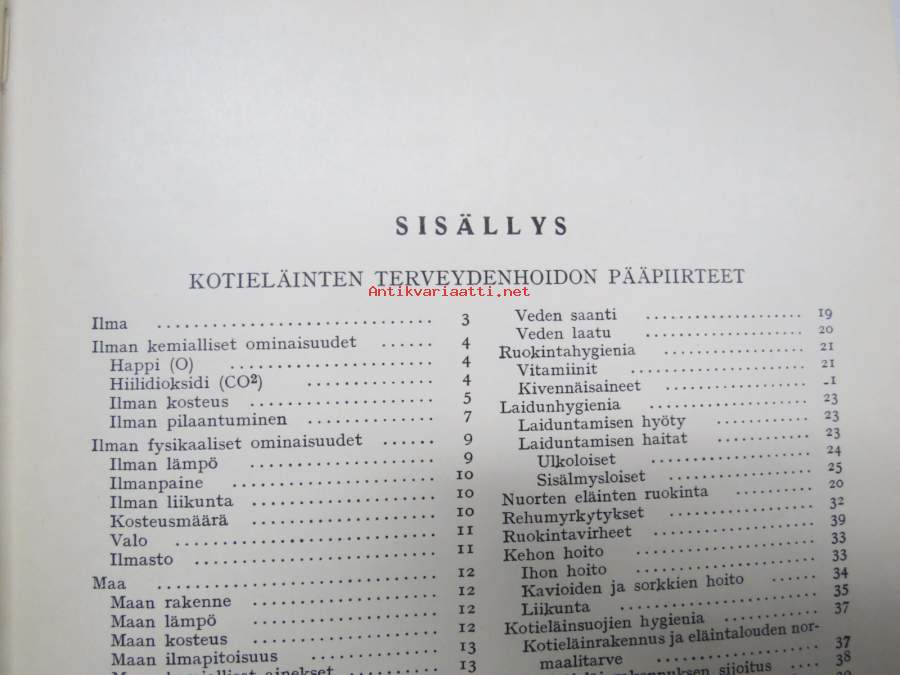 SISÄLLYS
KOTIELÄINTEN TERVEYDENHOIDON PÄÄPIIRTEET
Antikvariaatti.net
Ilma 3
Ilman kemialliset ominaisuudet 4
Happi (O) 4
Hiilidioksidi (CO²) 4
Ilman kosteus 5
Ilman pilaantuminen 7
Ilman fysikaaliset ominaisuudet 9
Ilman lämpö 9
Ilmanpaine 10
Ilman liikunta 10
Kosteusmäärä 10
Valo 11
Ilmasto 11
Maa 12
Maan rakenne 12
Maan lämpö 12
Maan kosteus 12
Maan ilmapitoisuus 13
13
Veden saanti 19
Veden laatu 20
Ruokintahygienia 21
Vitamiinit 21
Kivennäisaineet
Laidunhygienia 23
Laiduntamisen hyöty 23
Laiduntamisen haitat 23
Ulkoloiset 24
Sisälmysloiset 25
Nuorten eläinten ruokinta 20
Rehumyrkytykset 32
Ruokintavirheet 39
Kehon hoito 33
Ihon hoito 33
Kavioiden ja sorkkien hoito 34
Liikunta 35
Kotieläinsuojien hygienia 37
Kotieläinrakennus ja eläintalouden nor-
maalitarve 37
sijoitus 38